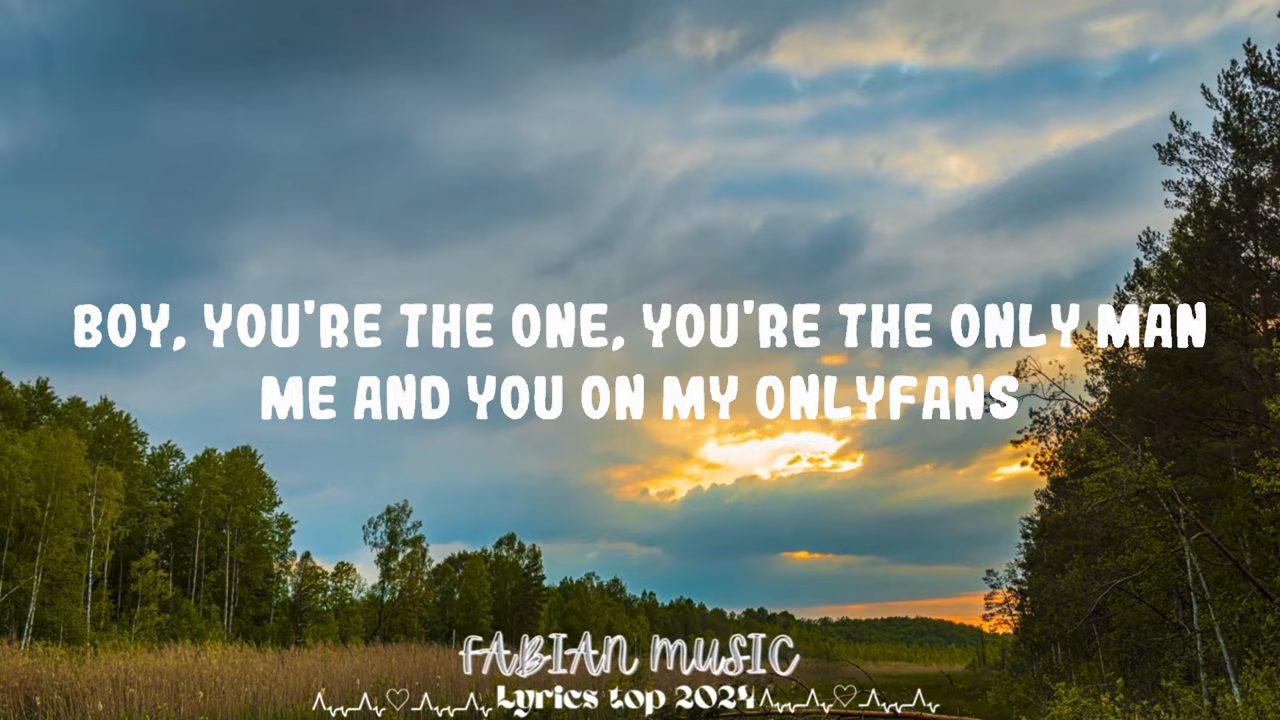 BOY, YOU'RE THE ONE, YOU'RE THE ONLY MAN
ME AND YOU ON MY ONLYFANS
FABIAN MUSIC
Lyrics top 2024